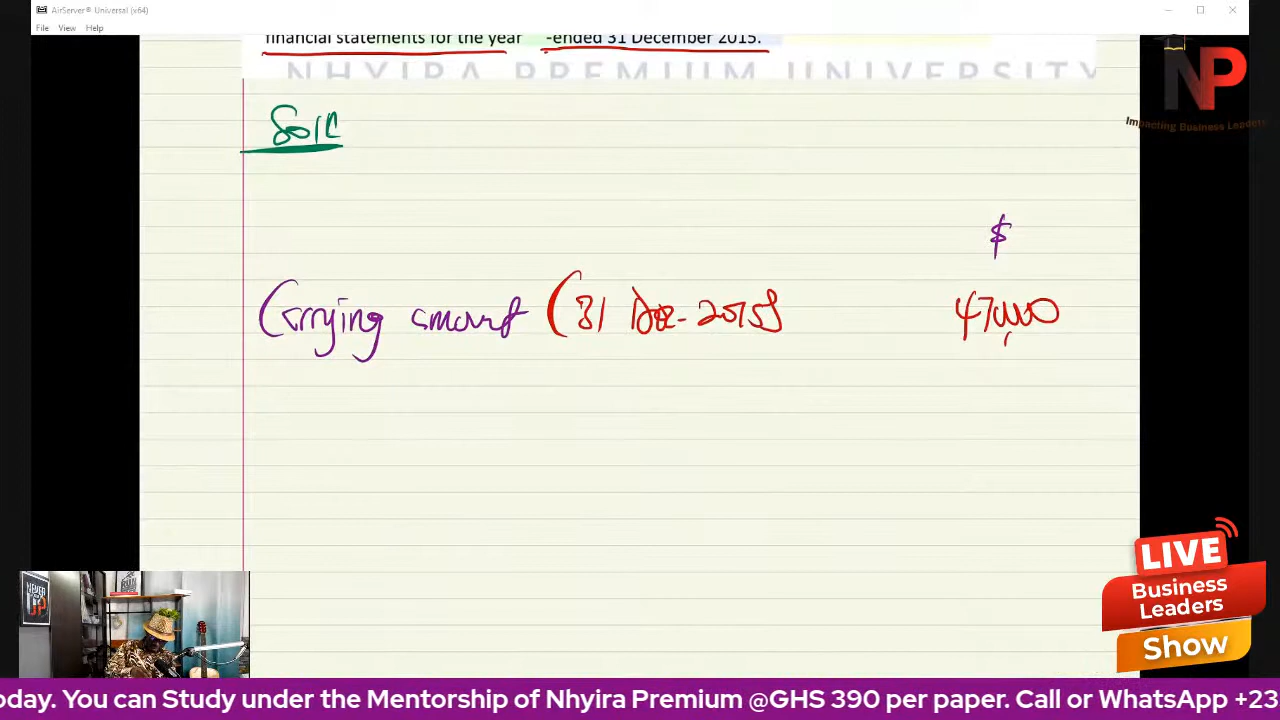 AirServer® Universal (x64)
File View Help
financial statements for the year -ended 31 December 2015.
NHYIRA PREMIUM UNIVERSITY
NP
Impacting Business Leaders
Soln
$
Carrying amount (31 Dec. 2015) 47,000
LIVE
Business
Leaders
Show
oday. You can Study under the Mentorship of Nhyira Premium @GHS 390 per paper. Call or WhatsApp +23